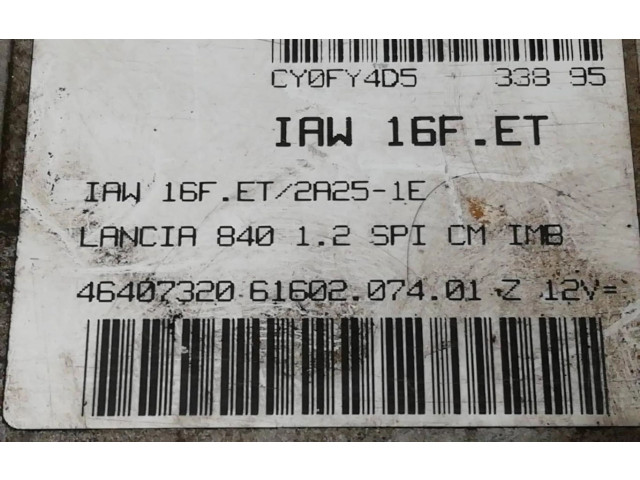 CY0FY4D5 338 95
IAW 16F.ET
IAW 16F.ET/2A25-1E
LANCIA 840 1.2 SPI CM IMB
46407320 61602.074.01 Z 12V=